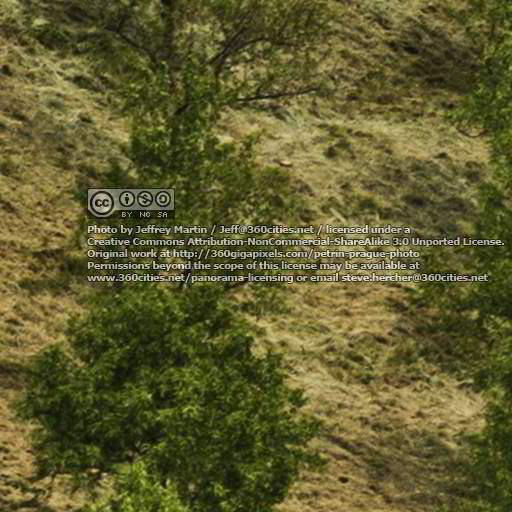 cc
BY NC SA
Photo by Jeffrey Martin / Jeff@360cities.net / licensed under a
Creative Commons Attribution-NonCommercial-ShareAlike 3.0 Unported License.
Original work at http://360gigapixels.com/petrin-prague-photo
Permissions beyond the scope of this license may be available at
www.360cities.net/panorama-licensing or email steve.hercher@360cities.net